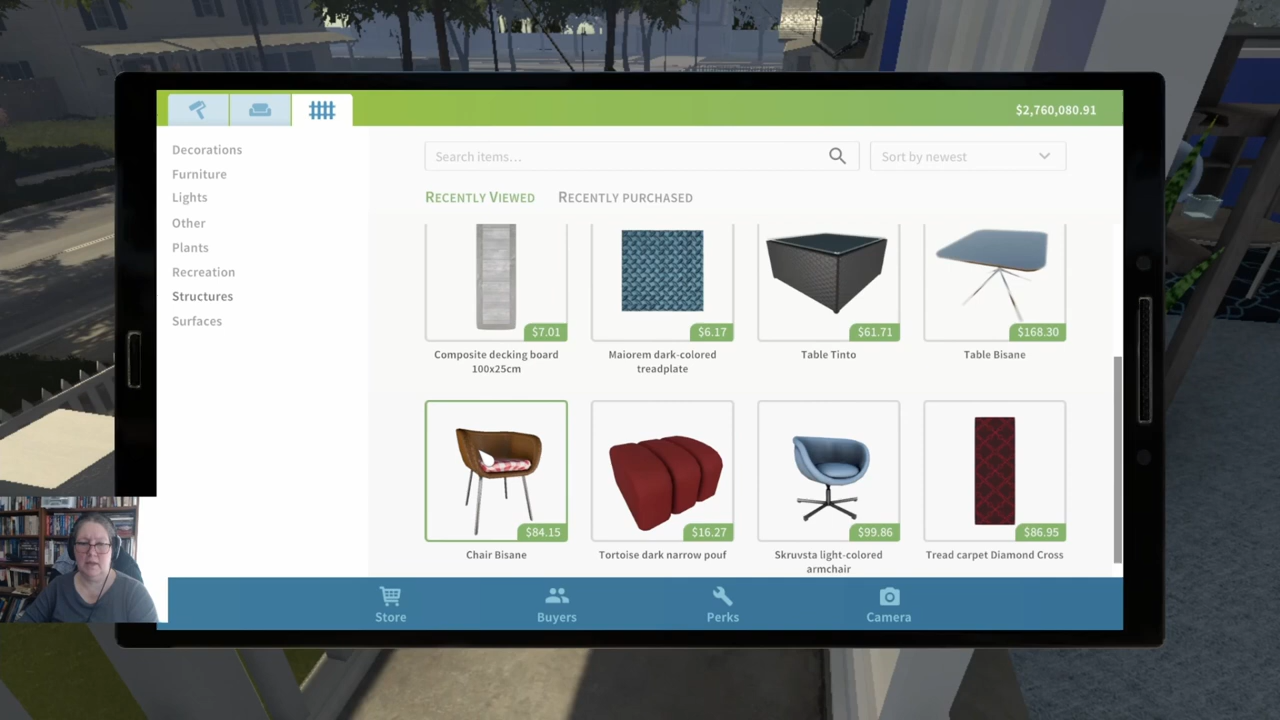 $2,760,080.91
Decorations
Furniture
Lights
Other
Plants
Recreation
Structures
Surfaces
Search items...
Sort by newest
RECENTLY VIEWED
RECENTLY PURCHASED
$7.01
Composite decking board
100x25cm
$6.17
Maiorem dark-colored
treadplate
$61.71
Table Tinto
$168.30
Table Bisane
$84.15
Chair Bisane
$16.27
Tortoise dark narrow pouf
$99.86
Skruvsta light-colored
armchair
$86.95
Tread carpet Diamond Cross
Store
Buyers
Perks
Camera